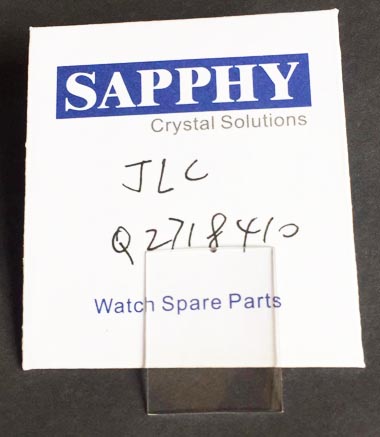 SAPPHY
Crystal Solutions
JLC
Q2718410
Watch Spare Parts